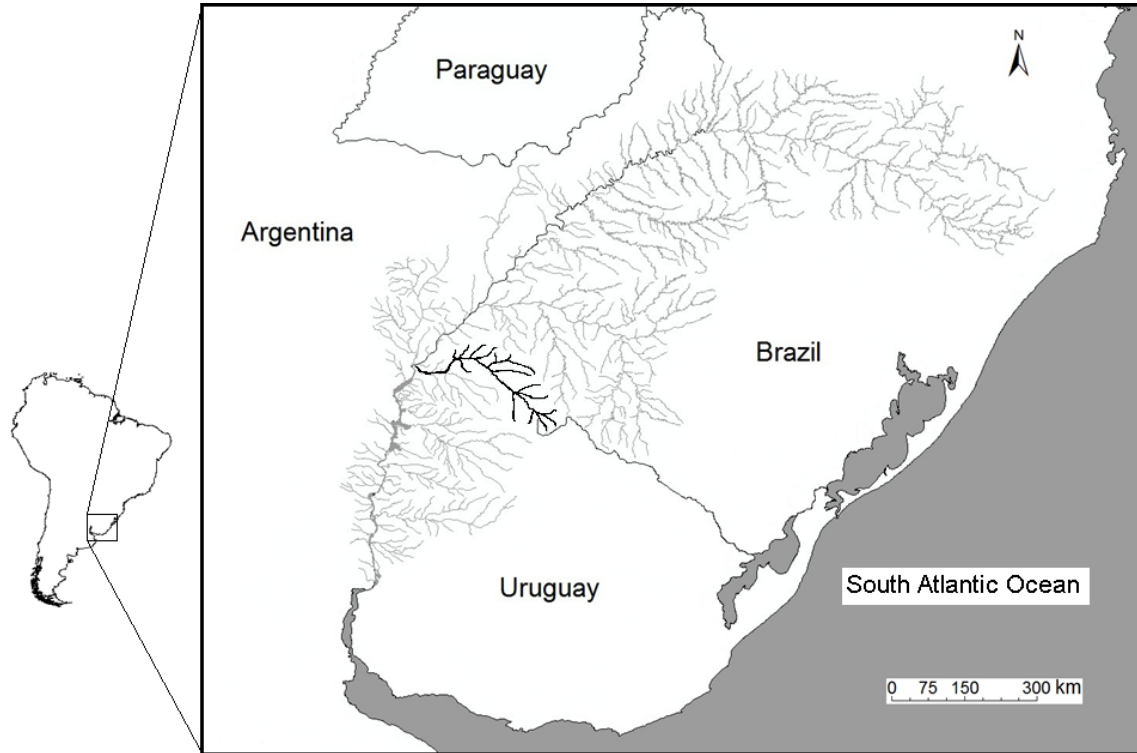 N
Paraguay
Argentina
Brazil
Uruguay
South Atlantic Ocean
0 75 150 300 km